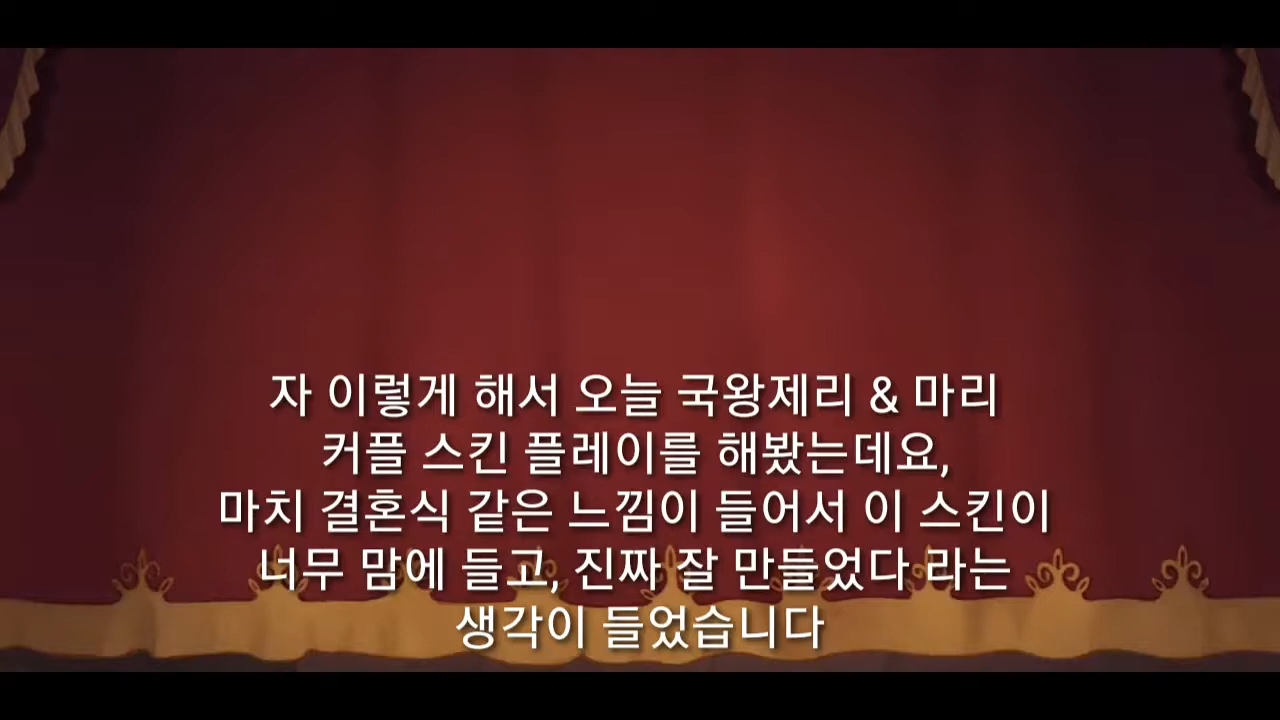 자 이렇게 해서 오늘 국왕제리 & 마리
커플 스킨 플레이를 해봤는데요,
마치 결혼식 같은 느낌이 들어서 이 스킨이
너무 맘에 들고, 진짜 잘 만들었다 라는
생각이 들었습니다